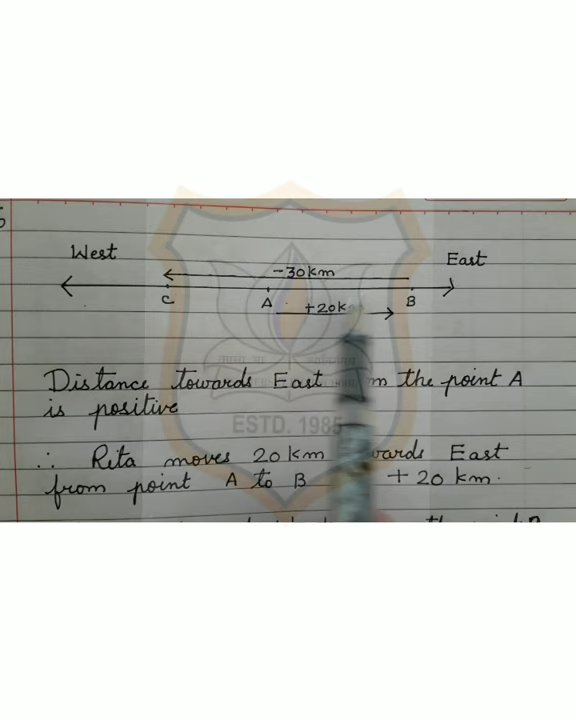 West
East
-30km
C
A
B
+20k
Distance towards East m the point A
is positive
∴ Rita moves 20 km wards East
from point A to B + 20 km.
ESTD. 1985